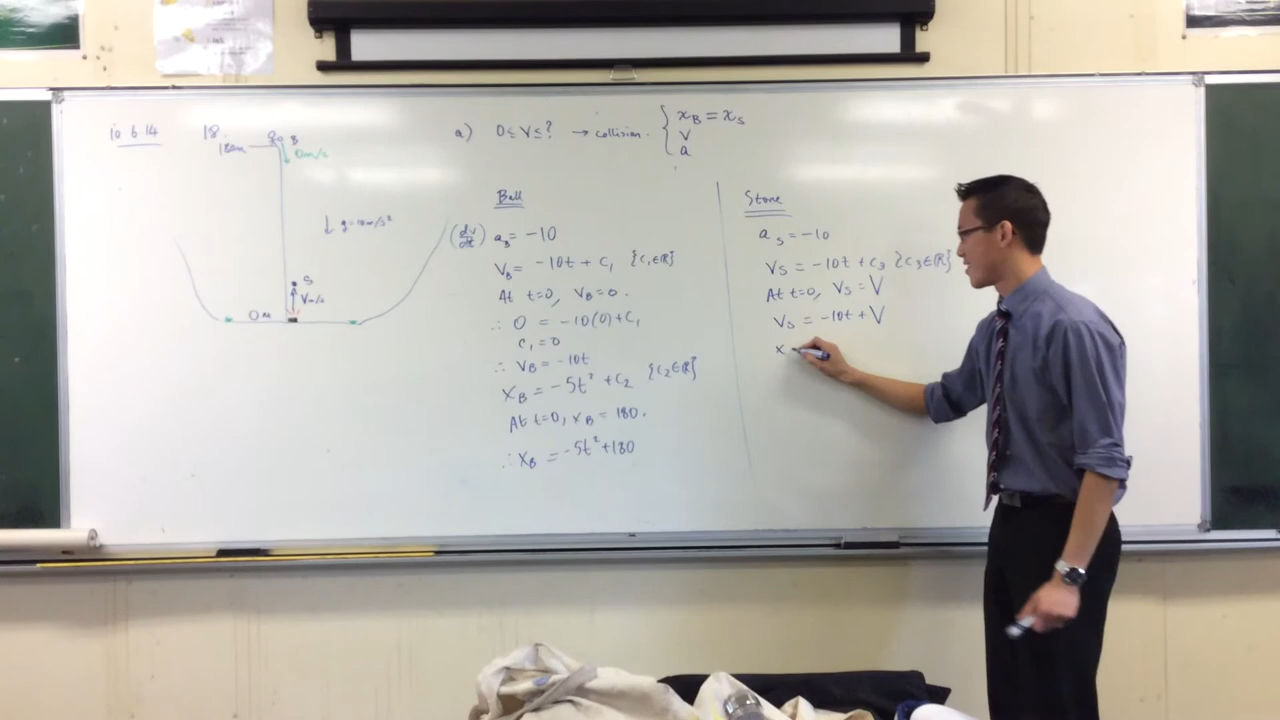 10.6.14
18.
B
180m
0m/s
↓ g=10m/s²
S
Vm/s
0m
a) 0 ≤ V ≤ ? → collision. { x_B = x_S
v
a
Ball
(dv/dt) a_B = -10
V_B = -10t + C₁ {C₁∈ℝ}
At t=0, V_B = 0.
∴ 0 = -10(0) + C₁
C₁ = 0
∴ V_B = -10t
x_B = -5t² + C₂ {C₂∈ℝ}
At t=0, x_B = 180.
∴ x_B = -5t² + 180
Stone
a_S = -10
V_S = -10t + C₃ {C₃∈ℝ}
At t=0, V_S = V
V_S = -10t + V
x